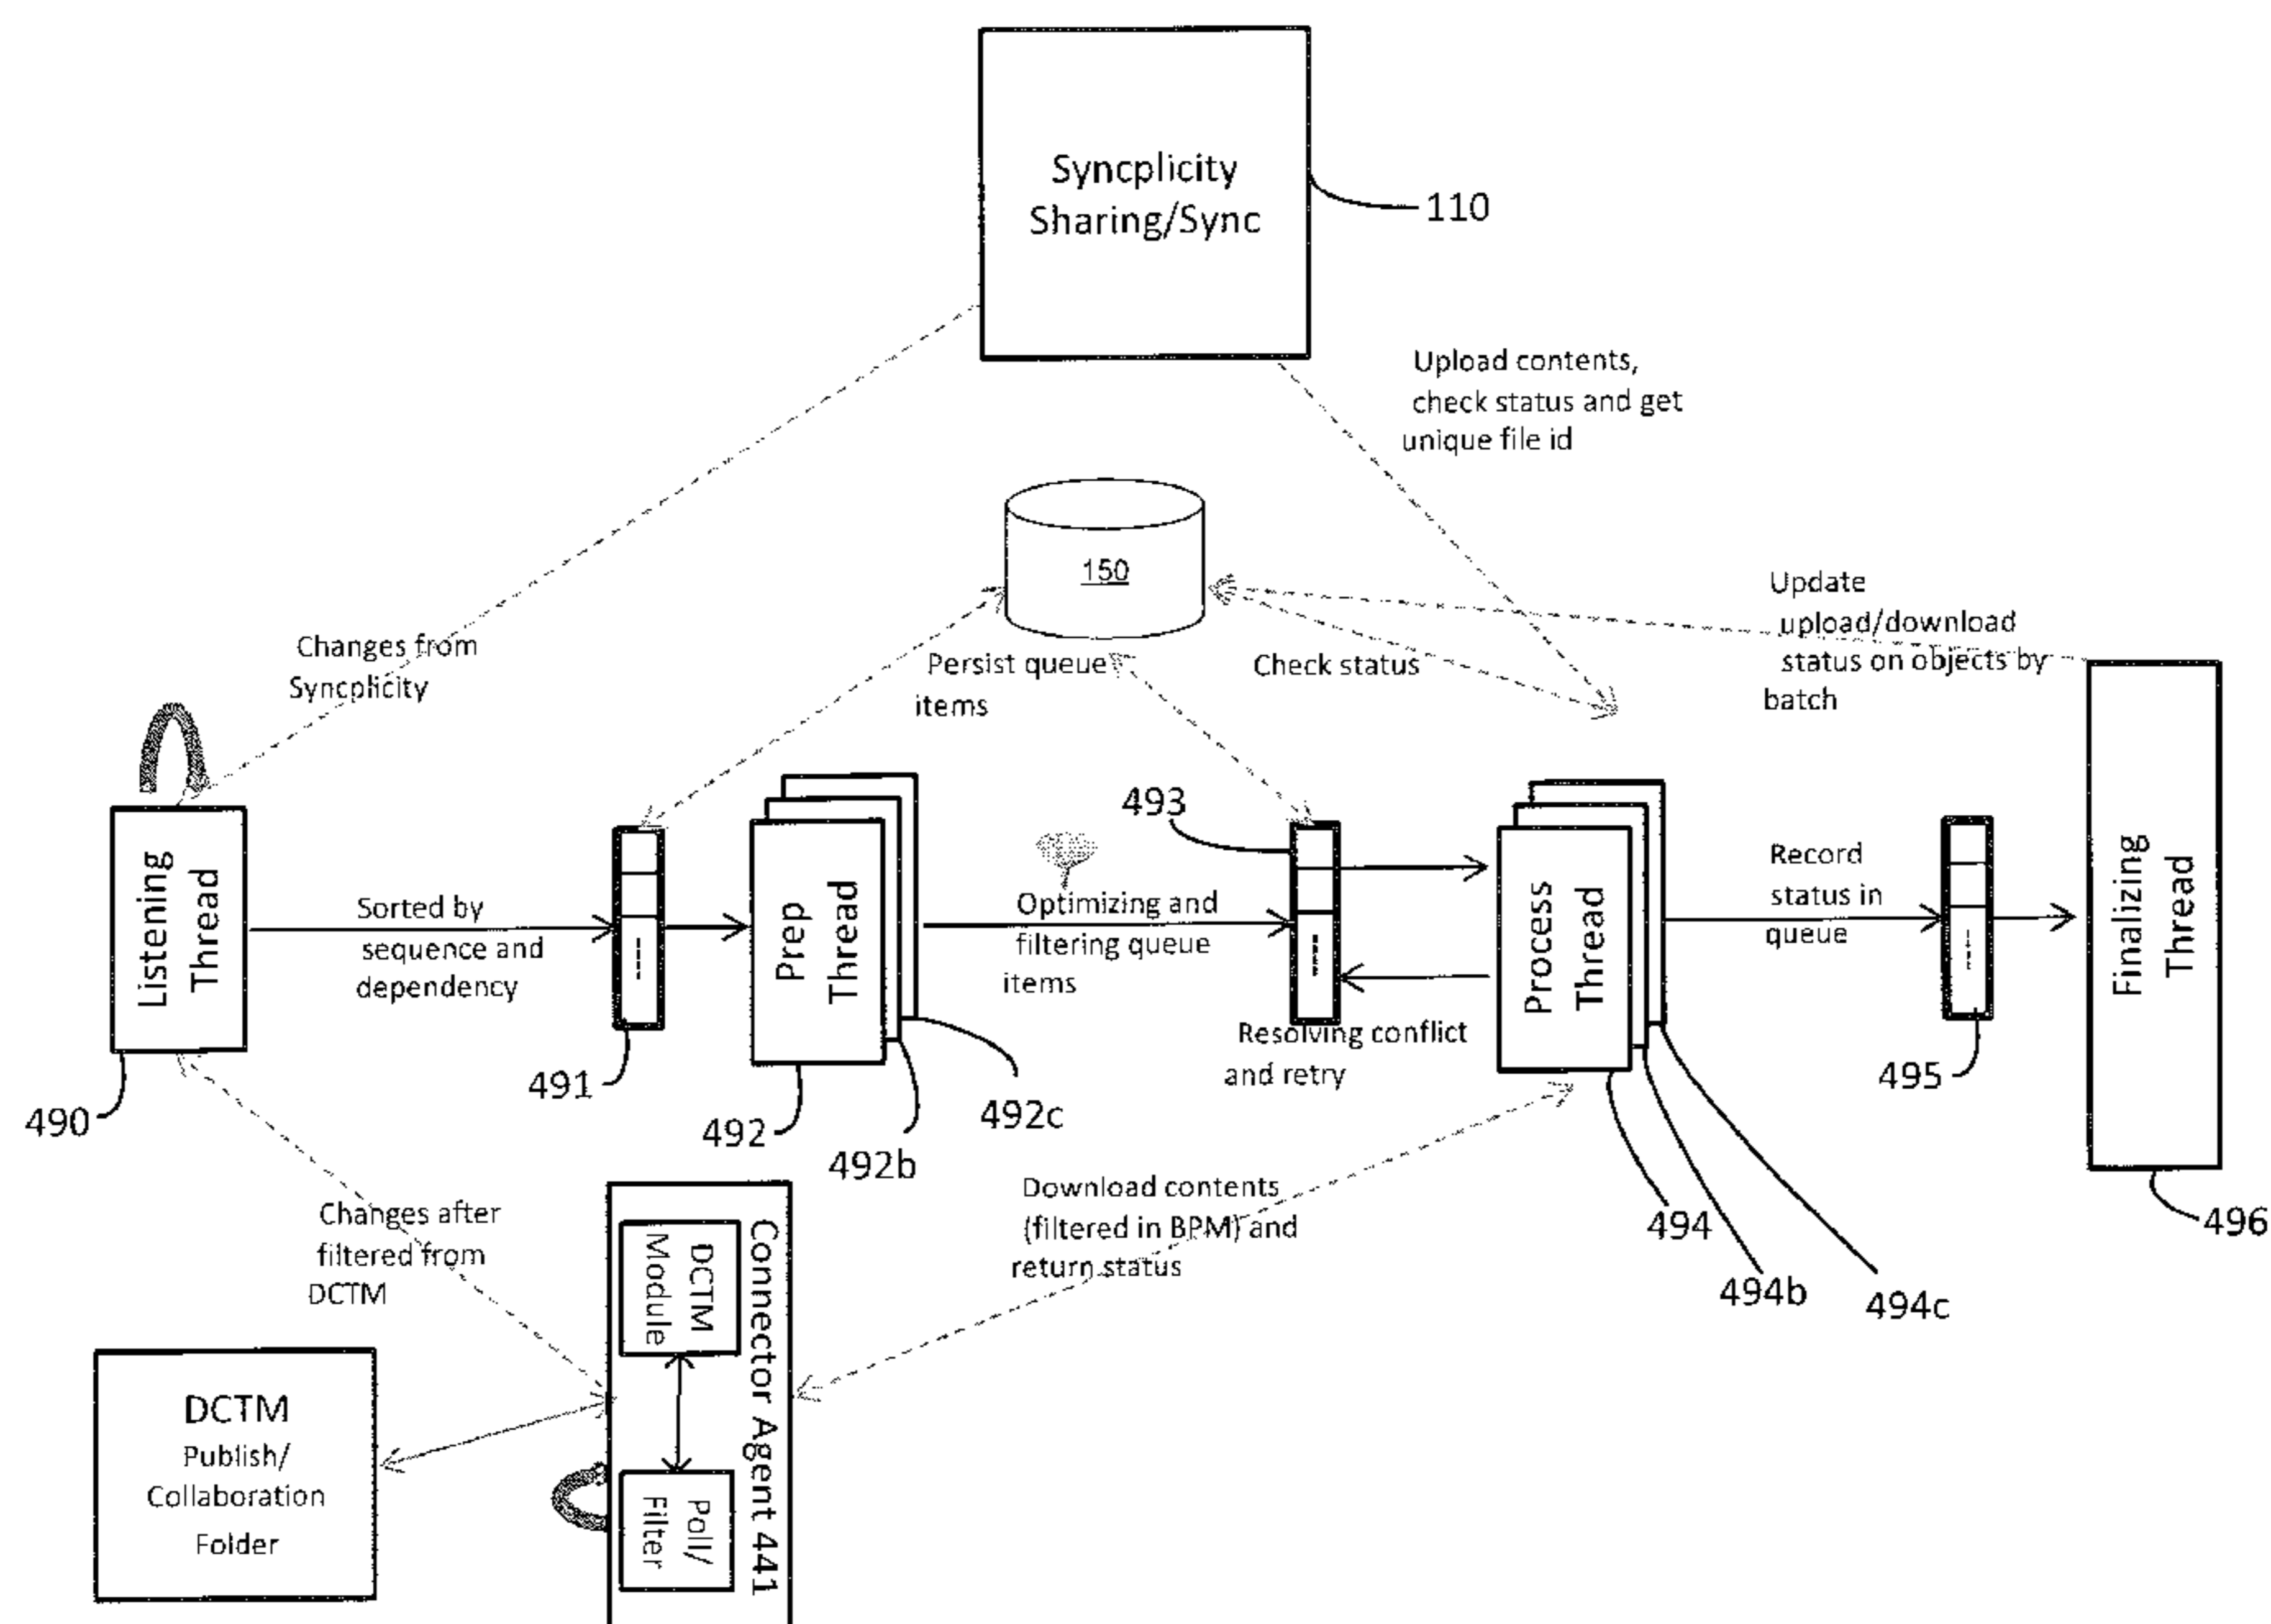 Syncplicity
Sharing/Sync
110
Upload contents,
check status and get
unique file id
150
Update
upload/download
status on objects by
batch
Changes from
Syncplicity
Persist queue
items
Check status
493
Listening
Thread
Sorted by
sequence and
dependency
Prep
Thread
Optimizing and
filtering queue
items
Process
Thread
Record
status in
queue
Finalizing
Thread
Resolving conflict
and retry
490
491
492
492b
492c
495
494
494b
494c
496
Changes after
filtered from
DCTM
Download contents
(filtered in BPM) and
return status
Connector Agent 441
DCTM
Module
Poll/
Filter
DCTM
Publish/
Collaboration
Folder